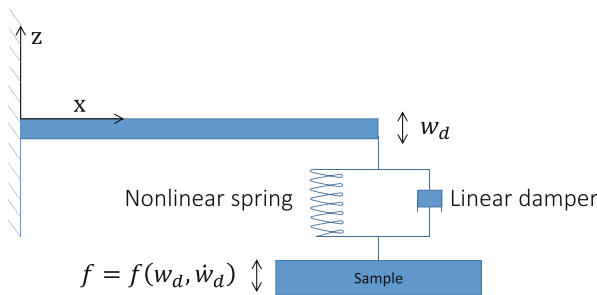 z
x
w_d
Nonlinear spring
Linear damper
f = f(w_d, ẇ_d)
Sample